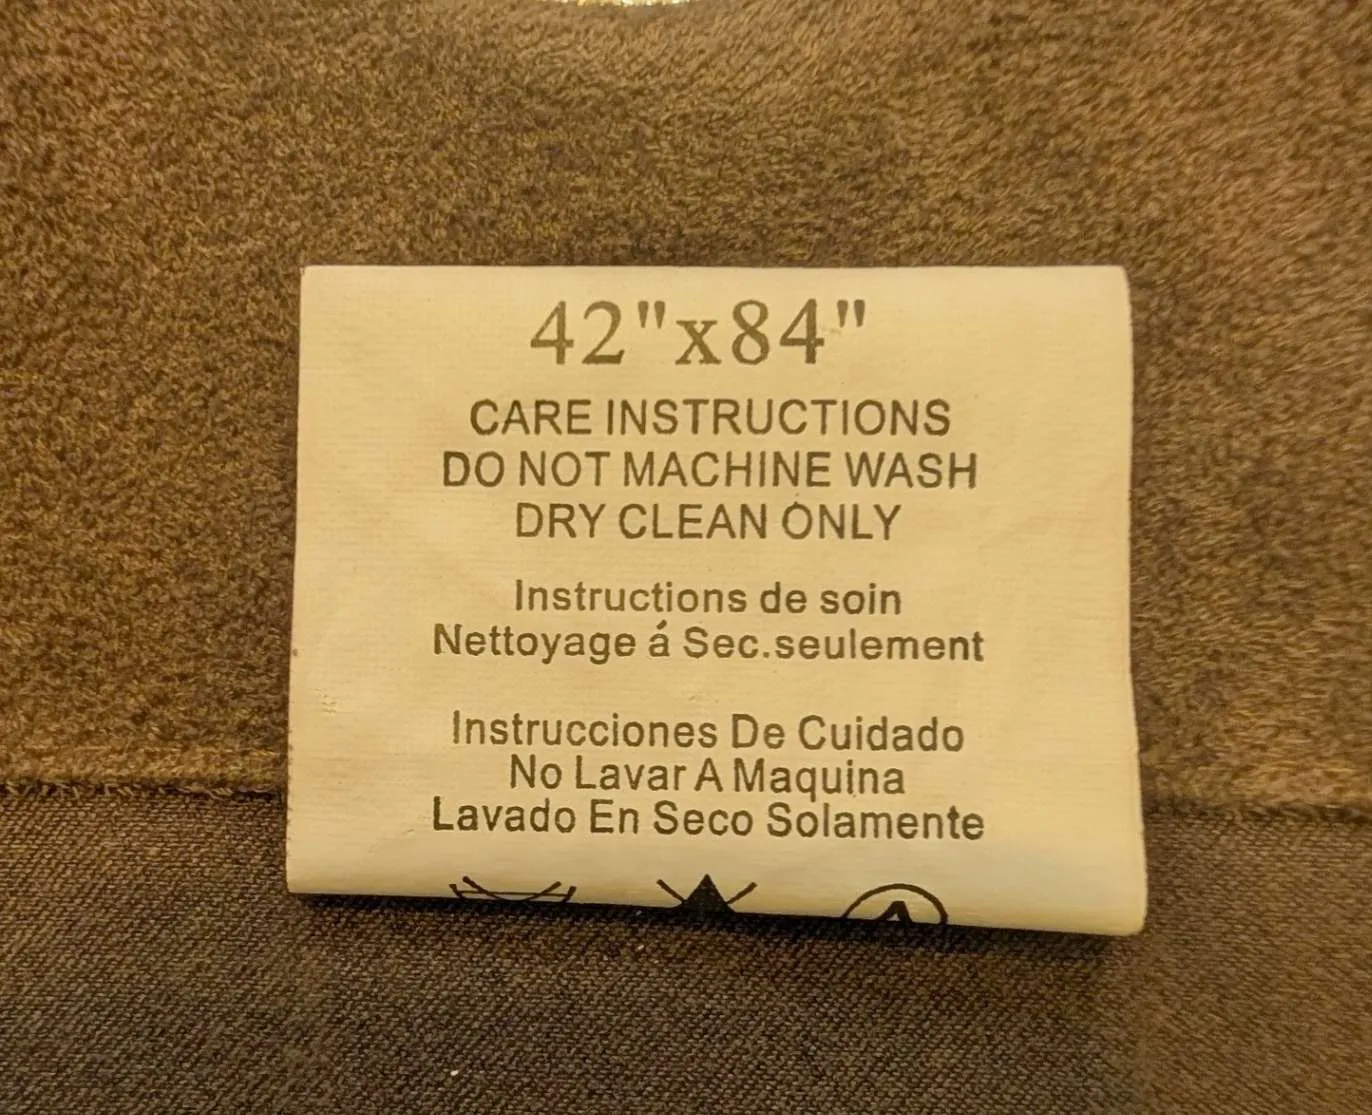 42"x84"
CARE INSTRUCTIONS
DO NOT MACHINE WASH
DRY CLEAN ONLY
Instructions de soin
Nettoyage á Sec.seulement
Instrucciones De Cuidado
No Lavar A Maquina
Lavado En Seco Solamente
A